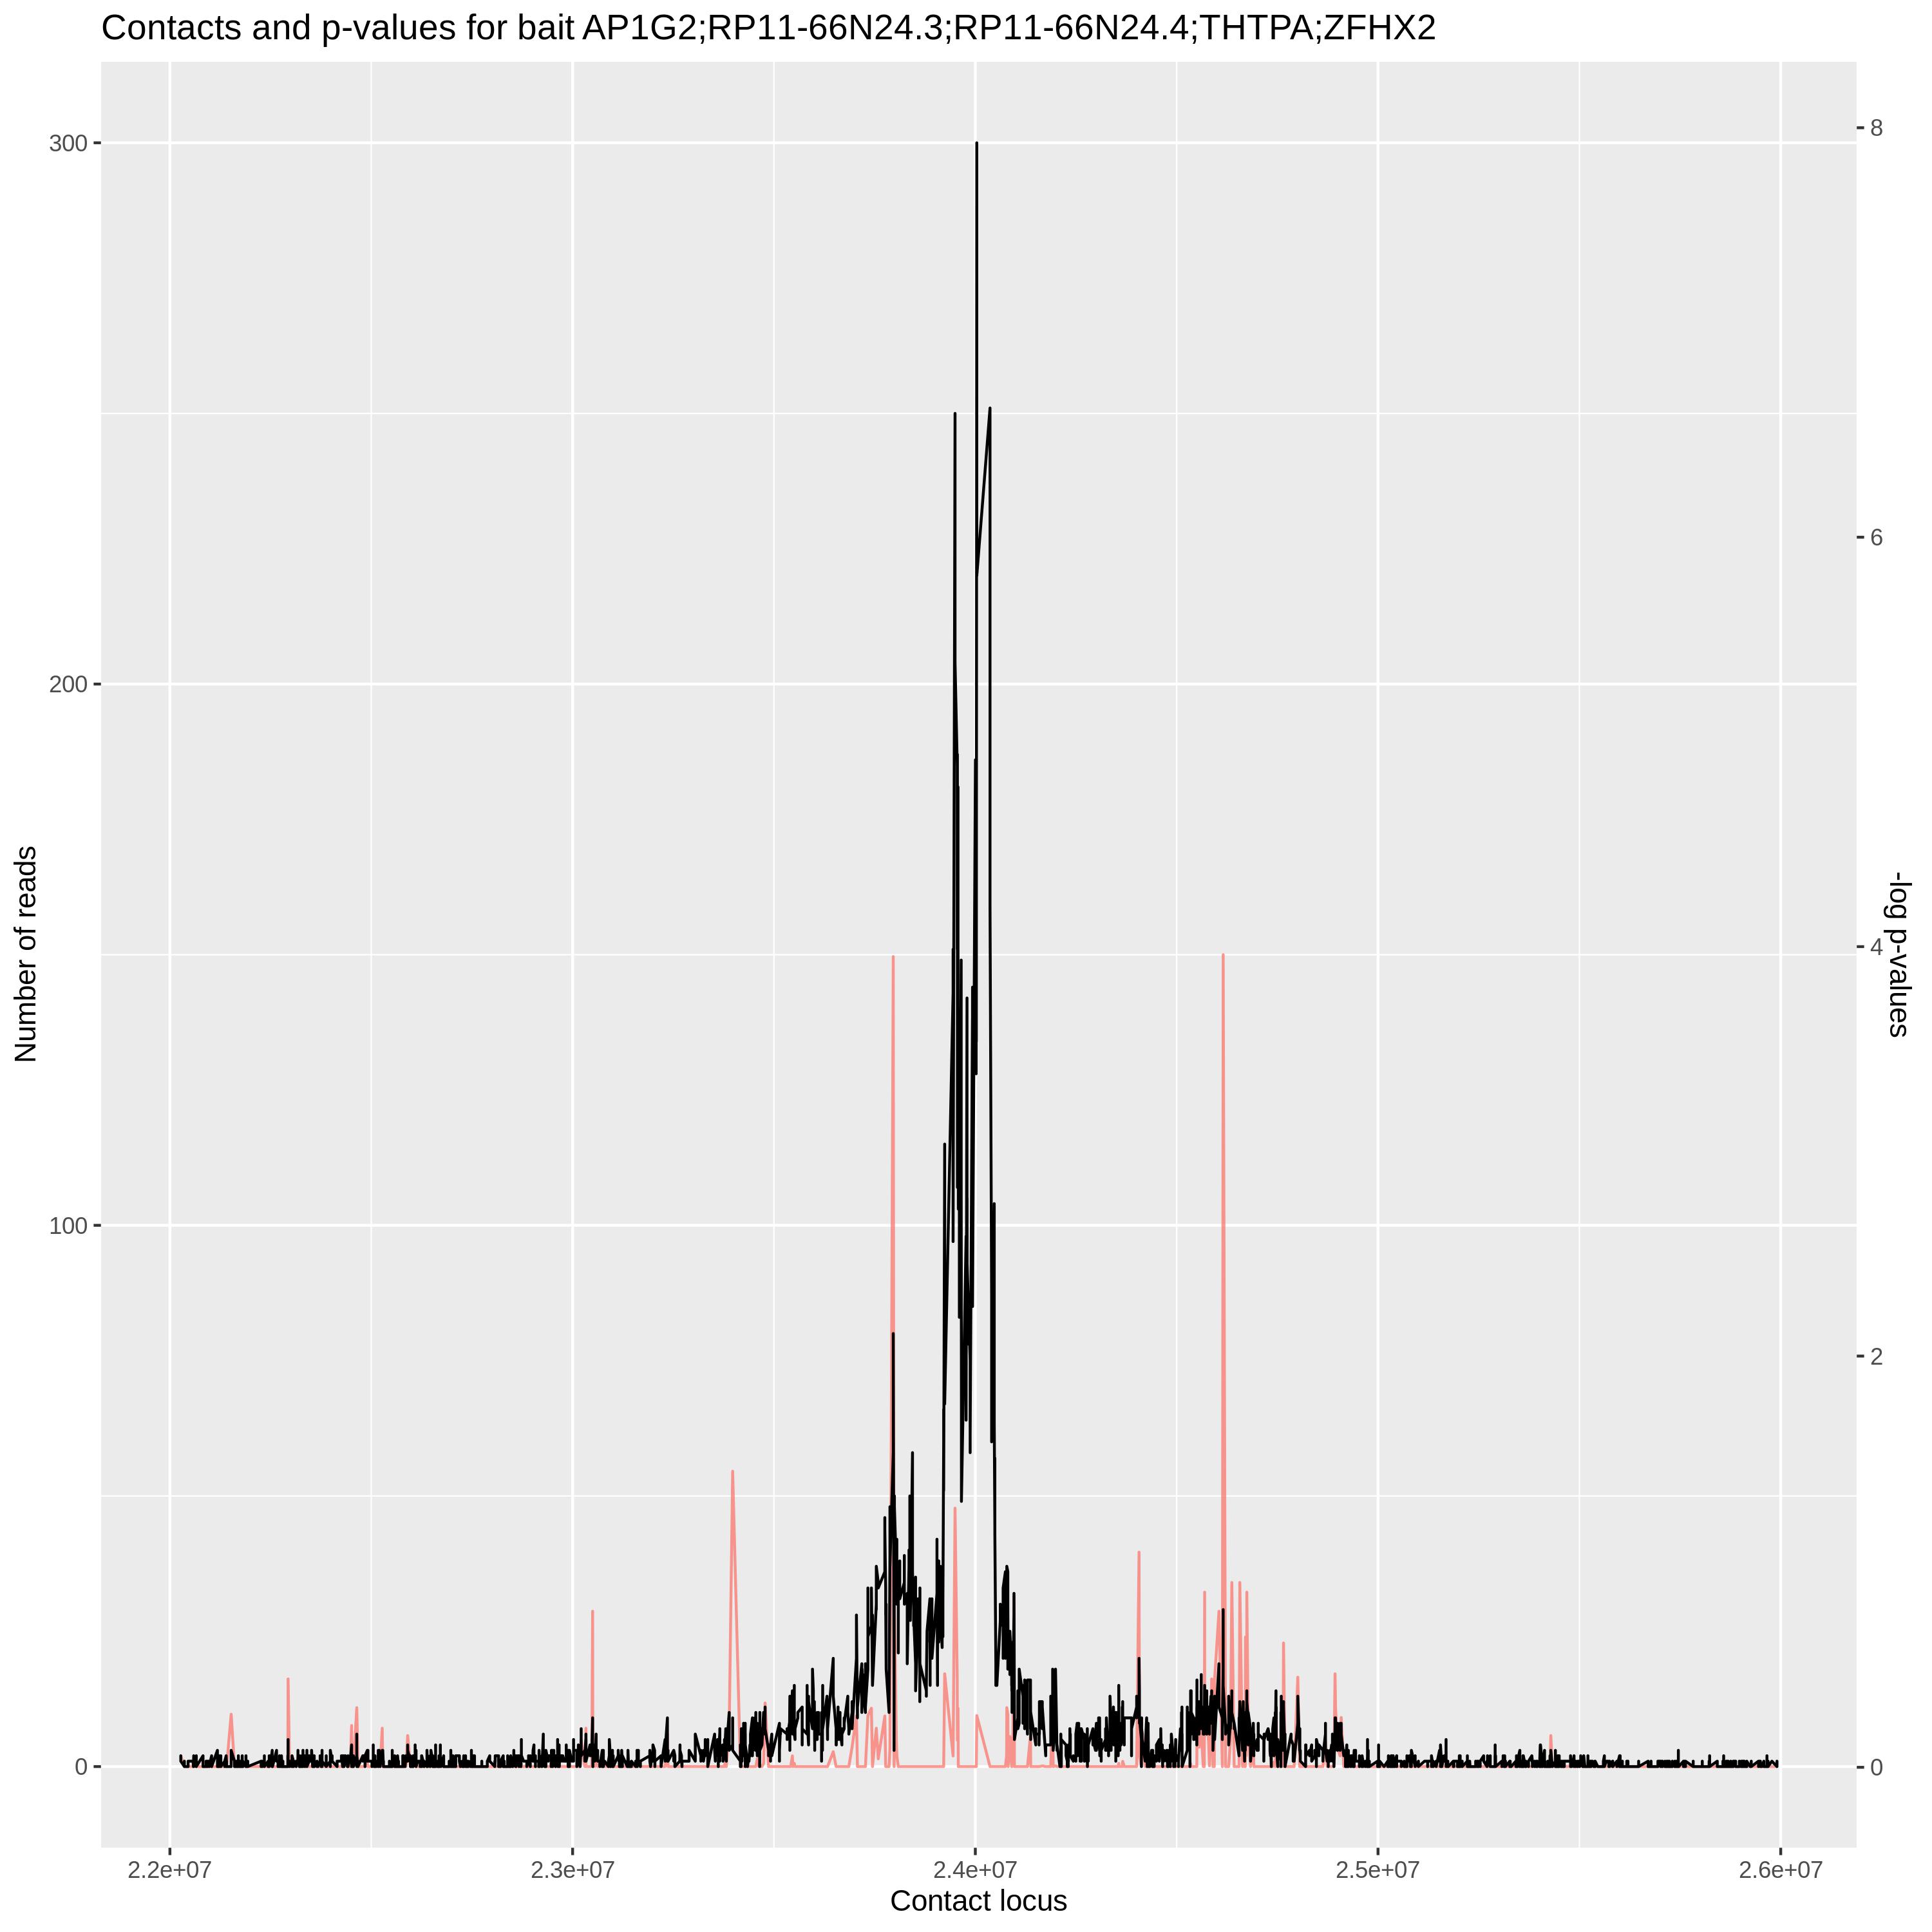 Contacts and p-values for bait AP1G2;RP11-66N24.3;RP11-66N24.4;THTPA;ZFHX2
300
200
100
0
Number of reads
8
6
4
2
0
-log p-values
2.2e+07
2.3e+07
2.4e+07
2.5e+07
2.6e+07
Contact locus